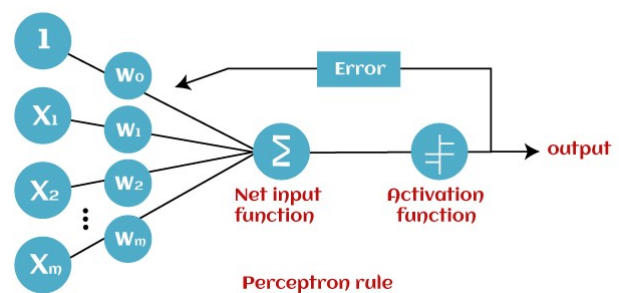 1
W0
Error
X1
W1
Σ
output
X2
W2
Net input
function
Activation
function
Xm
Wm
Perceptron rule